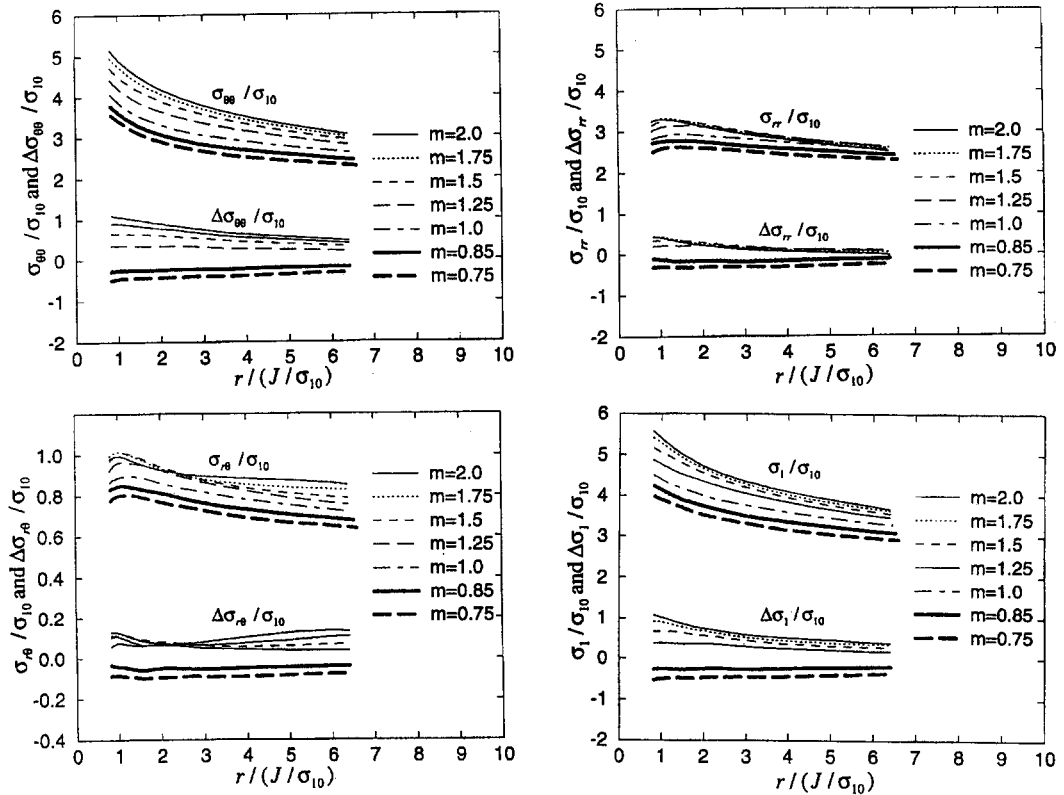 σθθ /σ10 and Δσθθ /σ10
6
5
4
3
2
1
0
-1
-2
σθθ /σ10
Δσθθ/σ10
m=2.0
m=1.75
m=1.5
m=1.25
m=1.0
m=0.85
m=0.75
0 1 2 3 4 5 6 7 8 9 10
r / (J / σ10)
σrr /σ10 and Δσrr /σ10
6
5
4
3
2
1
0
-1
-2
σrr /σ10
Δσrr/σ10
m=2.0
m=1.75
m=1.5
m=1.25
m=1.0
m=0.85
m=0.75
0 1 2 3 4 5 6 7 8 9 10
r / (J / σ10)
σrθ /σ10 and Δσrθ /σ10
1.0
0.8
0.6
0.4
0.2
0.0
-0.2
-0.4
σrθ /σ10
Δσrθ /σ10
m=2.0
m=1.75
m=1.5
m=1.25
m=1.0
m=0.85
m=0.75
0 1 2 3 4 5 6 7 8 9 10
r / (J / σ10)
σ1 /σ10 and Δσ1 /σ10
6
5
4
3
2
1
0
-1
-2
σ1 /σ10
Δσ1 /σ10
m=2.0
m=1.75
m=1.5
m=1.25
m=1.0
m=0.85
m=0.75
0 1 2 3 4 5 6 7 8 9 10
r / (J / σ10)